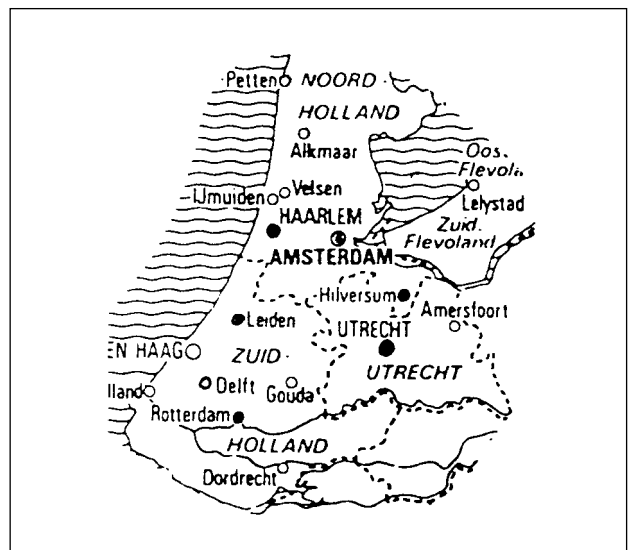 Petten
NOORD -
HOLLAND
Alkmaar
Oos.
Flevola
Velsen
IJmuiden
Lelystad
HAARLEM
Zuid.
Flevoland
AMSTERDAM
Hilversum
Amersfoort
Leiden
UTRECHT
EN HAAG
ZUID -
UTRECHT
Delft
Gouda
lland
Rotterdam
HOLLAND
Dordrecht